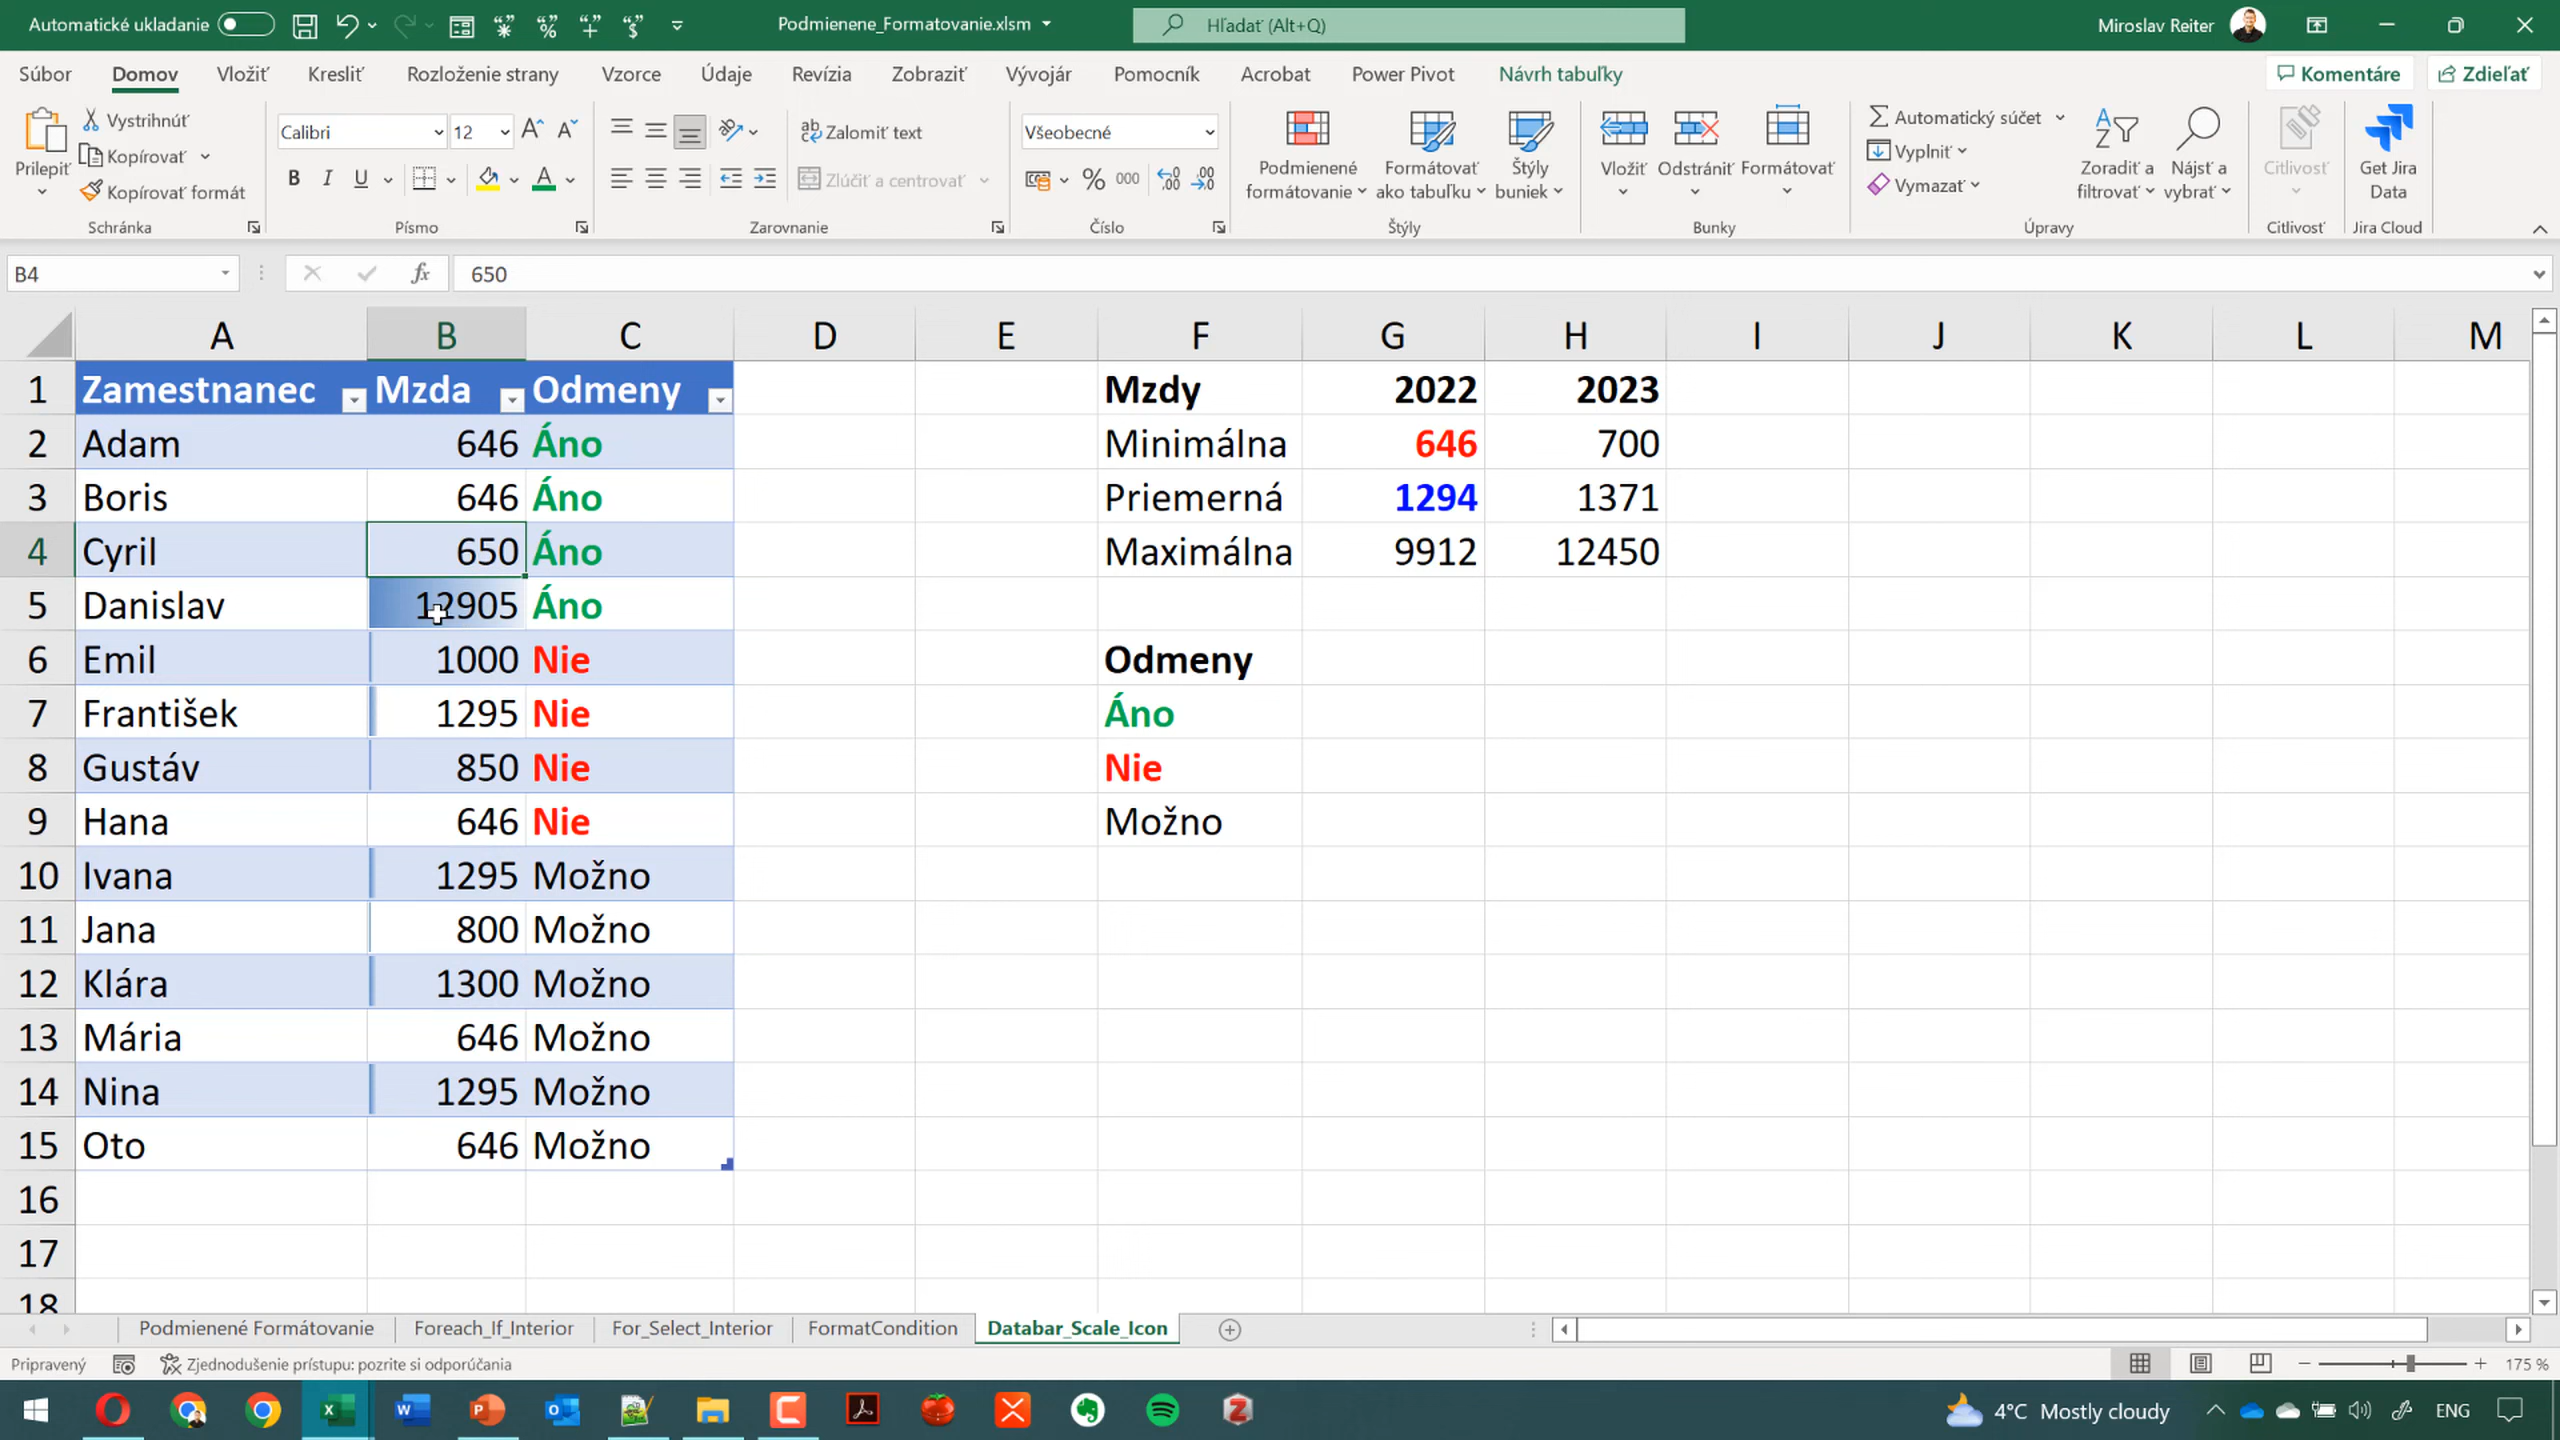 Automatické ukladanie
Podmienene_Formatovanie.xlsm
Hľadať (Alt+Q)
Miroslav Reiter
Súbor Domov Vložiť Kresliť Rozloženie strany Vzorce Údaje Revízia Zobraziť Vývojár Pomocník Acrobat Power Pivot Návrh tabuľky Komentáre Zdieľať
Prilepiť
Vystrihnúť
Kopírovať
Kopírovať formát
Schránka
Calibri 12
B I U
Písmo
Zalomiť text
Zlúčiť a centrovať
Zarovnanie
Všeobecné
% 000
Číslo
Podmienené formátovanie
Formátovať ako tabuľku
Štýly buniek
Štýly
Vložiť
Odstrániť
Formátovať
Bunky
Automatický súčet
Vyplniť
Vymazať
Zoradiť a filtrovať
Nájsť a vybrať
Úpravy
Citlivosť
Citlivosť
Get Jira Data
Jira Cloud
B4 fx 650
A B C D E F G H I J K L M
1 Zamestnanec Mzda Odmeny Mzdy 2022 2023
2 Adam 646 Áno Minimálna 646 700
3 Boris 646 Áno Priemerná 1294 1371
4 Cyril 650 Áno Maximálna 9912 12450
5 Danislav 12905 Áno
6 Emil 1000 Nie Odmeny
7 František 1295 Nie Áno
8 Gustáv 850 Nie Nie
9 Hana 646 Nie Možno
10 Ivana 1295 Možno
11 Jana 800 Možno
12 Klára 1300 Možno
13 Mária 646 Možno
14 Nina 1295 Možno
15 Oto 646 Možno
16
17
18
Podmienené Formátovanie Foreach_If_Interior For_Select_Interior FormatCondition Databar_Scale_Icon
Pripravený Zjednodušenie prístupu: pozrite si odporúčania 175 %
4°C Mostly cloudy ENG